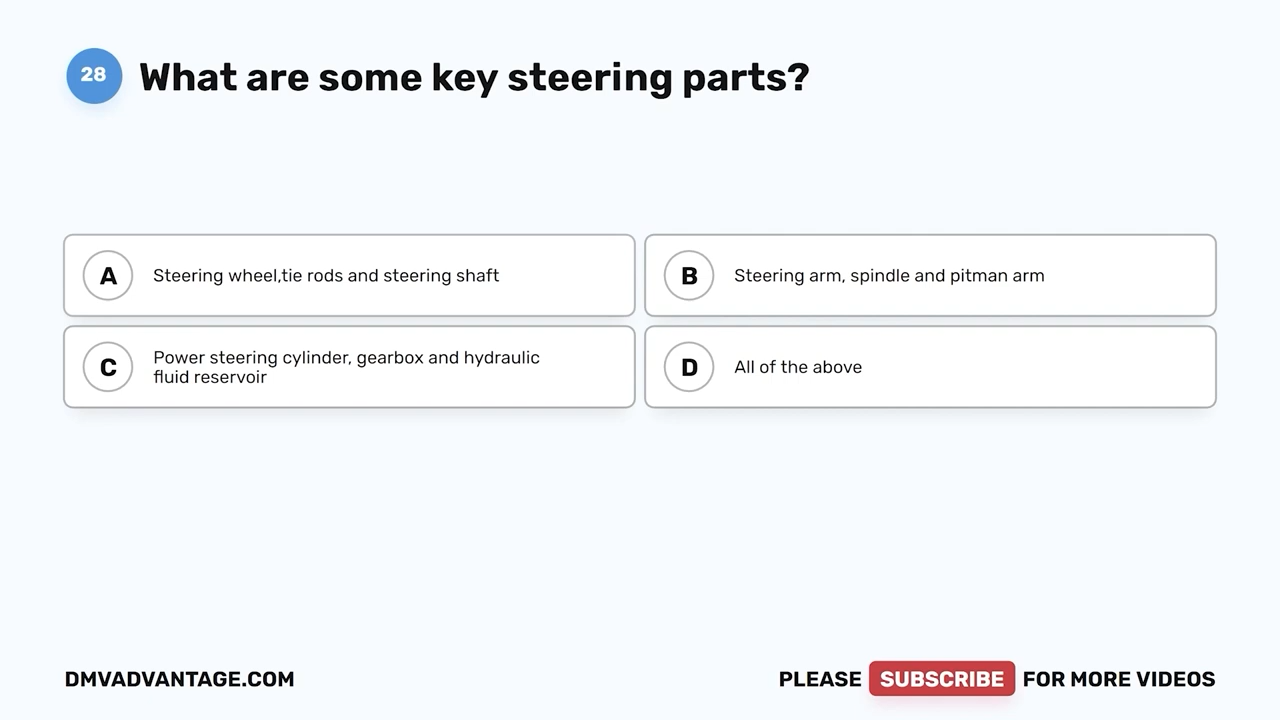 28 What are some key steering parts?
A Steering wheel,tie rods and steering shaft
B Steering arm, spindle and pitman arm
C Power steering cylinder, gearbox and hydraulic
fluid reservoir
D All of the above
DMVADVANTAGE.COM
PLEASE SUBSCRIBE FOR MORE VIDEOS